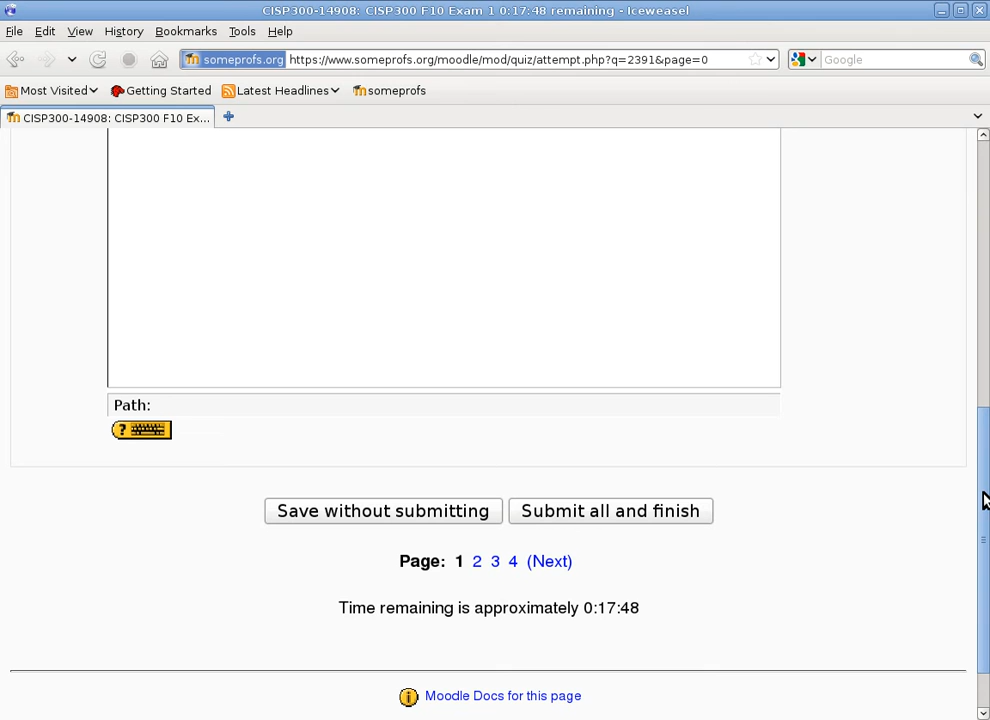 CISP300-14908: CISP300 F10 Exam 1 0:17:48 remaining - Iceweasel
File Edit View History Bookmarks Tools Help
someprofs.org https://www.someprofs.org/moodle/mod/quiz/attempt.php?q=2391&page=0 Google
Most Visited Getting Started Latest Headlines someprofs
CISP300-14908: CISP300 F10 Ex...
Path:
?
Save without submitting Submit all and finish
Page: 1 2 3 4 (Next)
Time remaining is approximately 0:17:48
Moodle Docs for this page